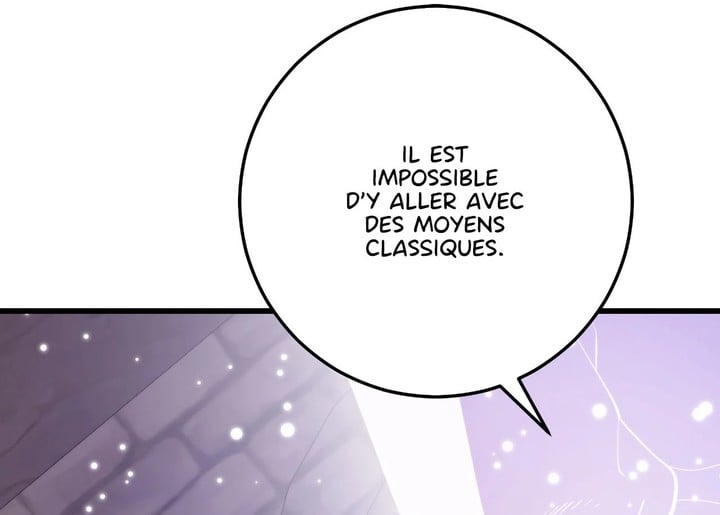 IL EST
IMPOSSIBLE
D'Y ALLER AVEC
DES MOYENS
CLASSIQUES.